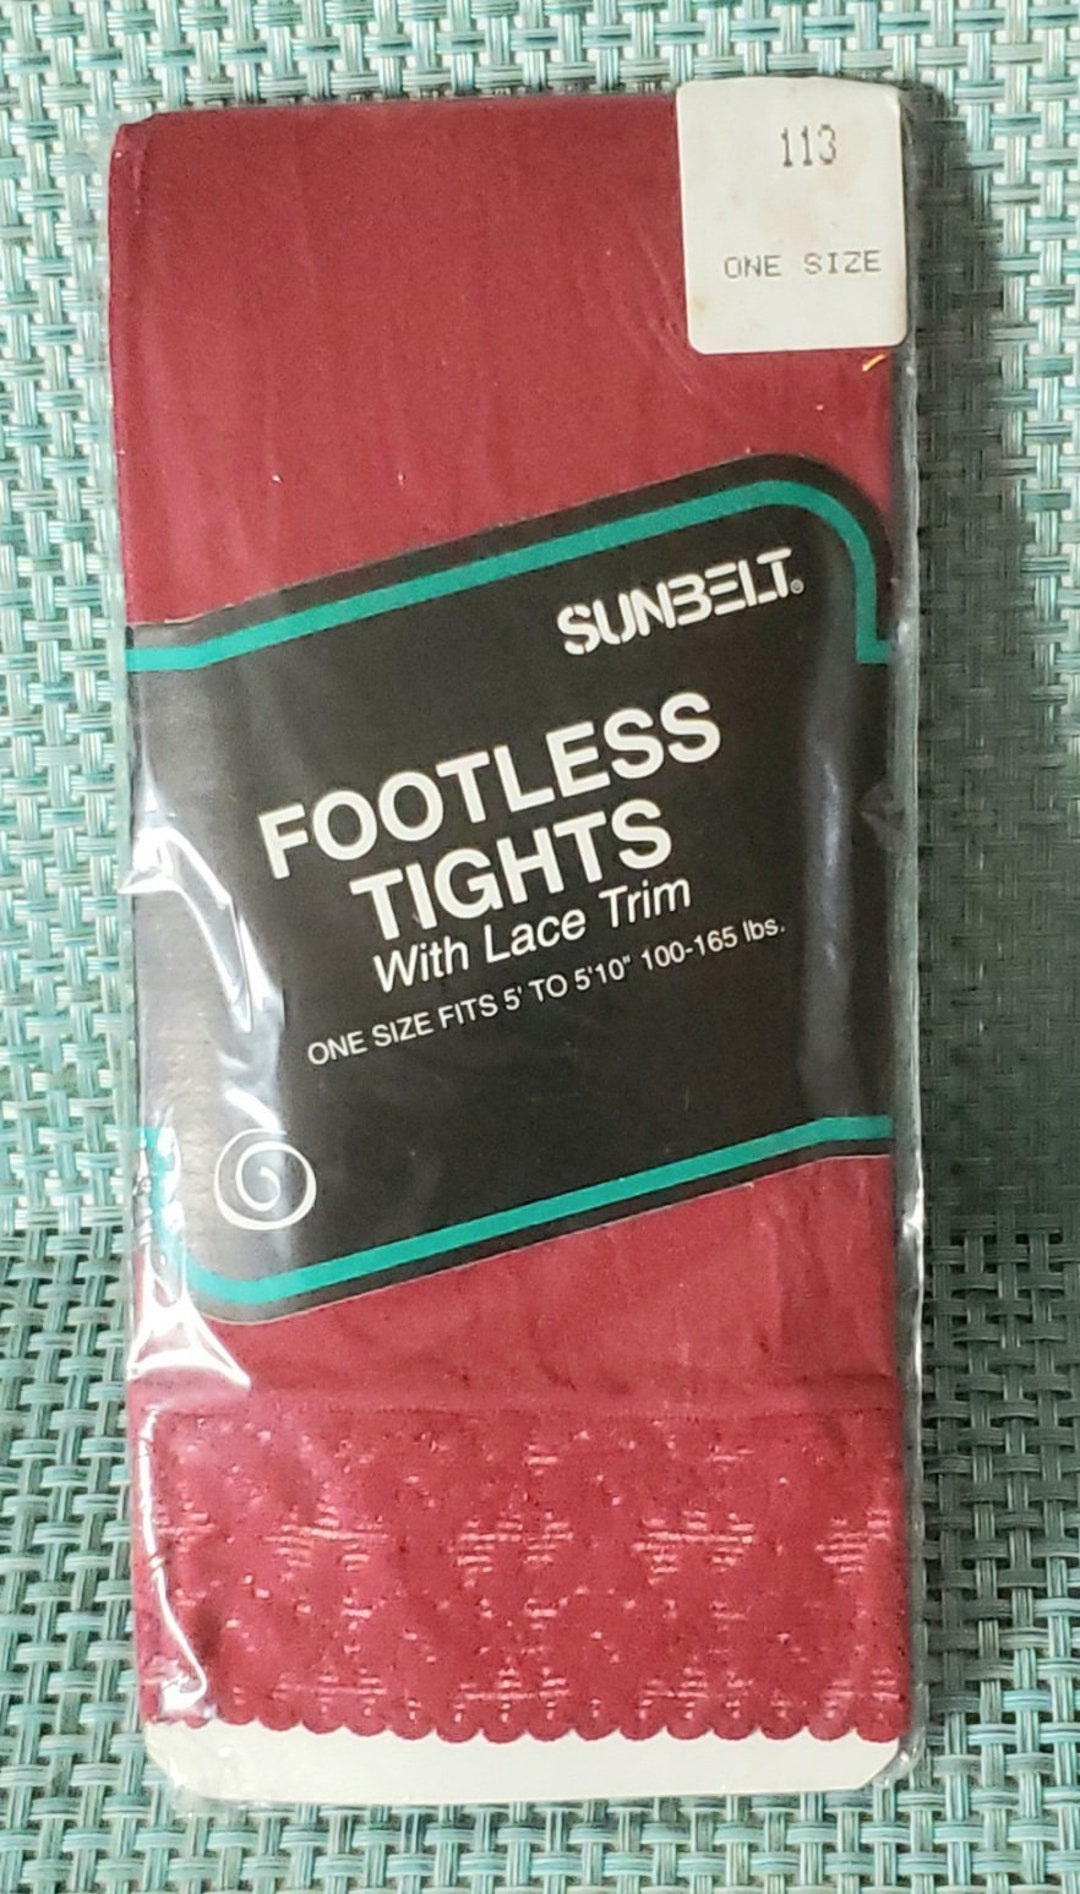 113
ONE SIZE
SUNBELT®
FOOTLESS
TIGHTS
With Lace Trim
ONE SIZE FITS 5' TO 5'10" 100-165 lbs.